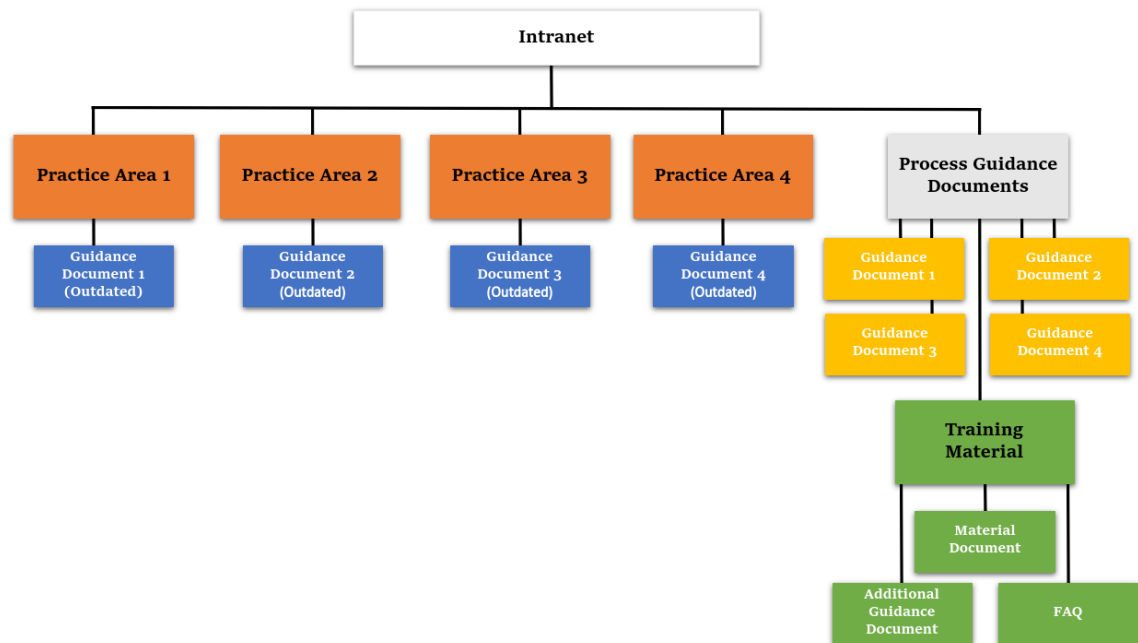 Intranet
Practice Area 1
Practice Area 2
Practice Area 3
Practice Area 4
Process Guidance
Documents
Guidance
Document 1
(Outdated)
Guidance
Document 2
(Outdated)
Guidance
Document 3
(Outdated)
Guidance
Document 4
(Outdated)
Guidance
Document 1
Guidance
Document 2
Guidance
Document 3
Guidance
Document 4
Training
Material
Material
Document
Additional
Guidance
Document
FAQ